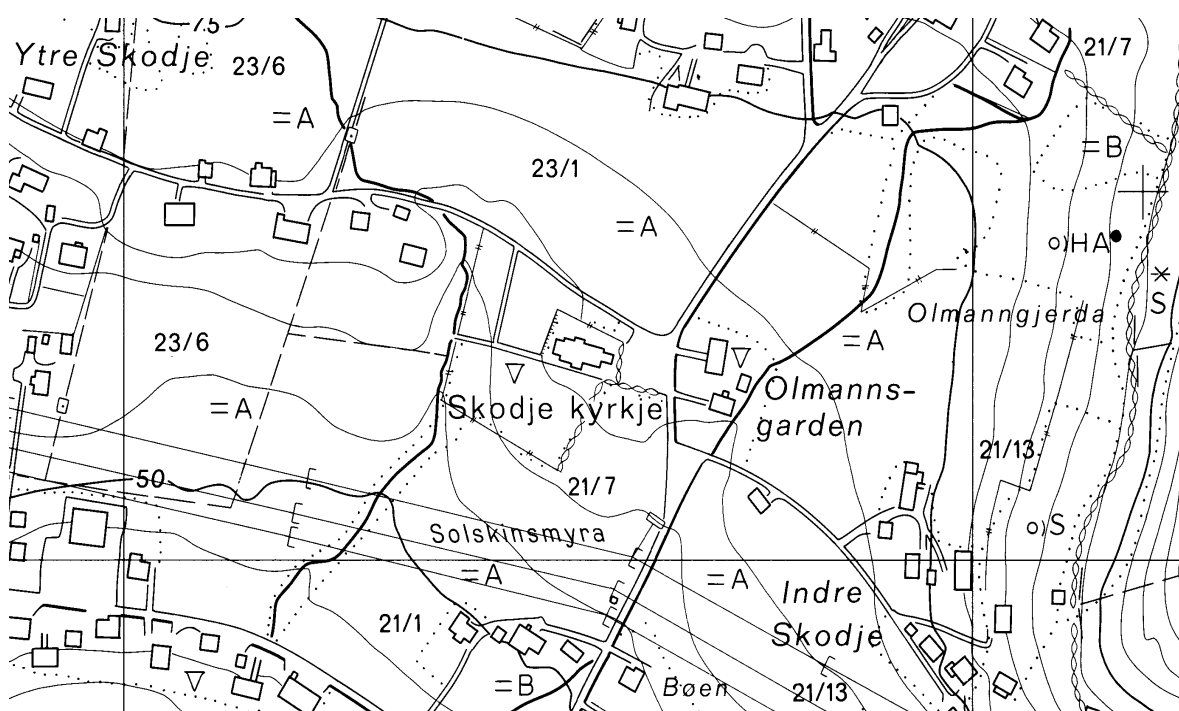 75
Ytre Skodje
23/6
21/7
=A
=B
23/1
=A
HA
S
Olmanngjerda
23/6
=A
=A
Skodje kyrkje
Olmanns-
garden
50
21/7
21/13
Solskinsmyra
S
=A
=A
Indre
Skodje
21/1
=B
Bøen
21/13